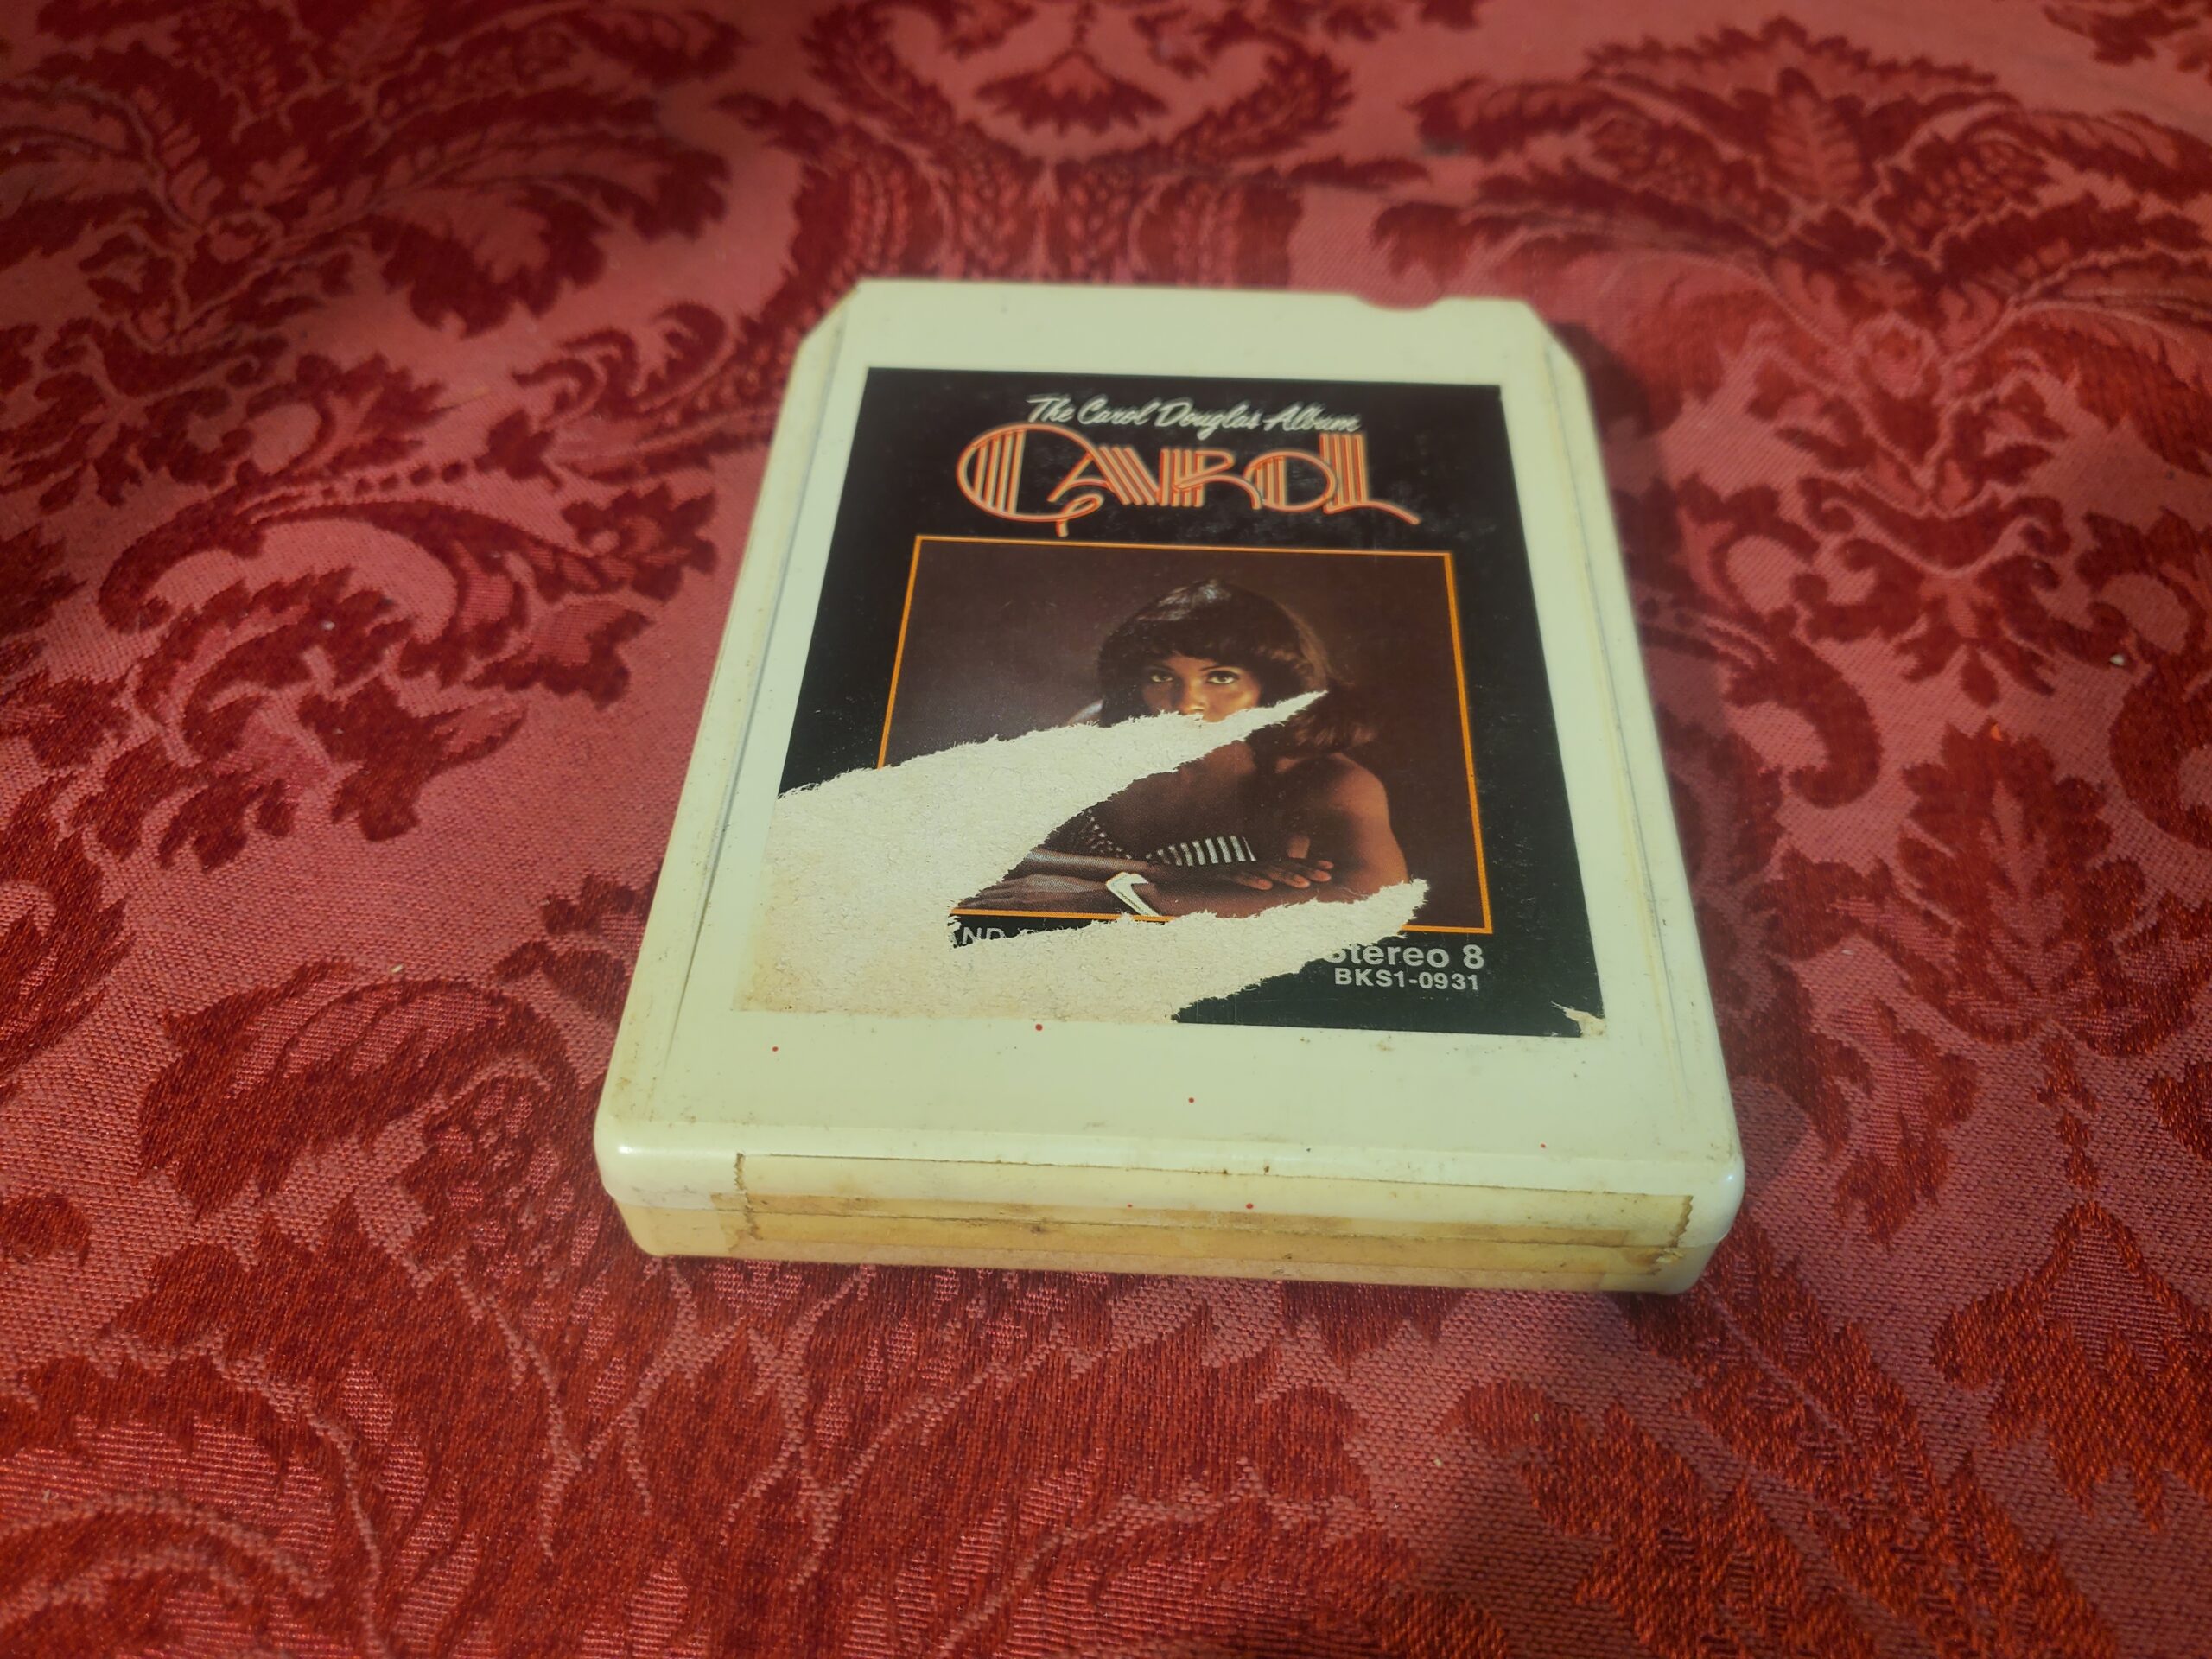 The Carol Douglas Album
CAROL
Stereo 8
BKS1-0931